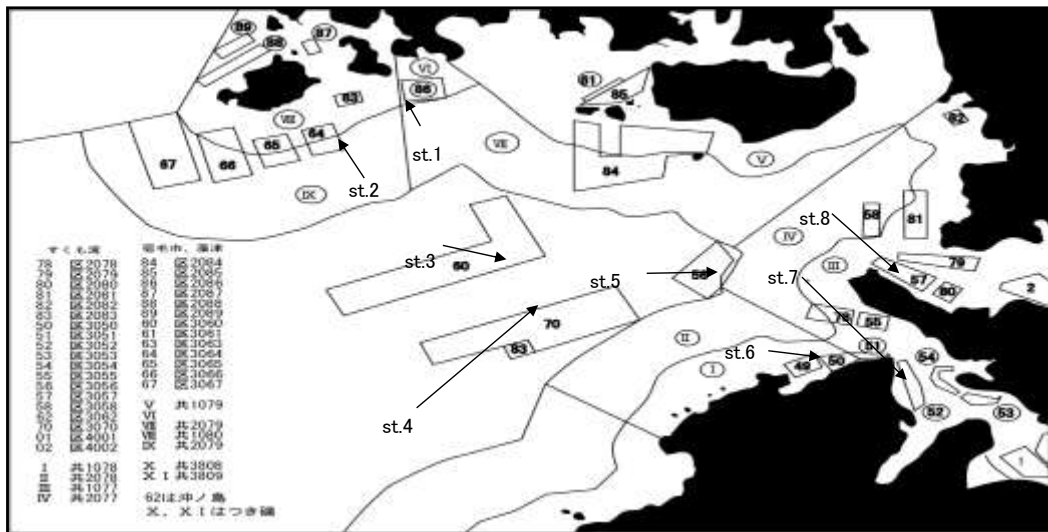 89
88
87
VI
86
83
81
85
82
VIII
64
65
66
67
st.1
VII
V
84
st.2
IX
58
81
IV
st.8
79
III
st.3
60
st.5
56
st.7
57
60
2
70
83
II
78
55
51
st.6
50
49
I
54
52
53
st.4
すくも湾
78 区2078
79 区2079
80 区2080
81 区2081
82 区2082
83 区2083
50 区3050
51 区3051
52 区3052
53 区3053
54 区3054
55 区3055
56 区3056
57 区3057
58 区3058
62 区3062
70 区3070
01 区4001
02 区4002
I 共1078
II 共2078
III 共1077
IV 共2077
84 区2084
85 区2085
86 区2086
87 区2087
88 区2088
89 区2089
60 区3060
61 区3061
63 区3063
64 区3064
65 区3065
66 区3066
67 区3067
V 共1079
VI
VII 共2079
VIII 共1080
IX 共2079
X 共3808
XI 共3809
62は沖ノ島
X、XIはつき磯